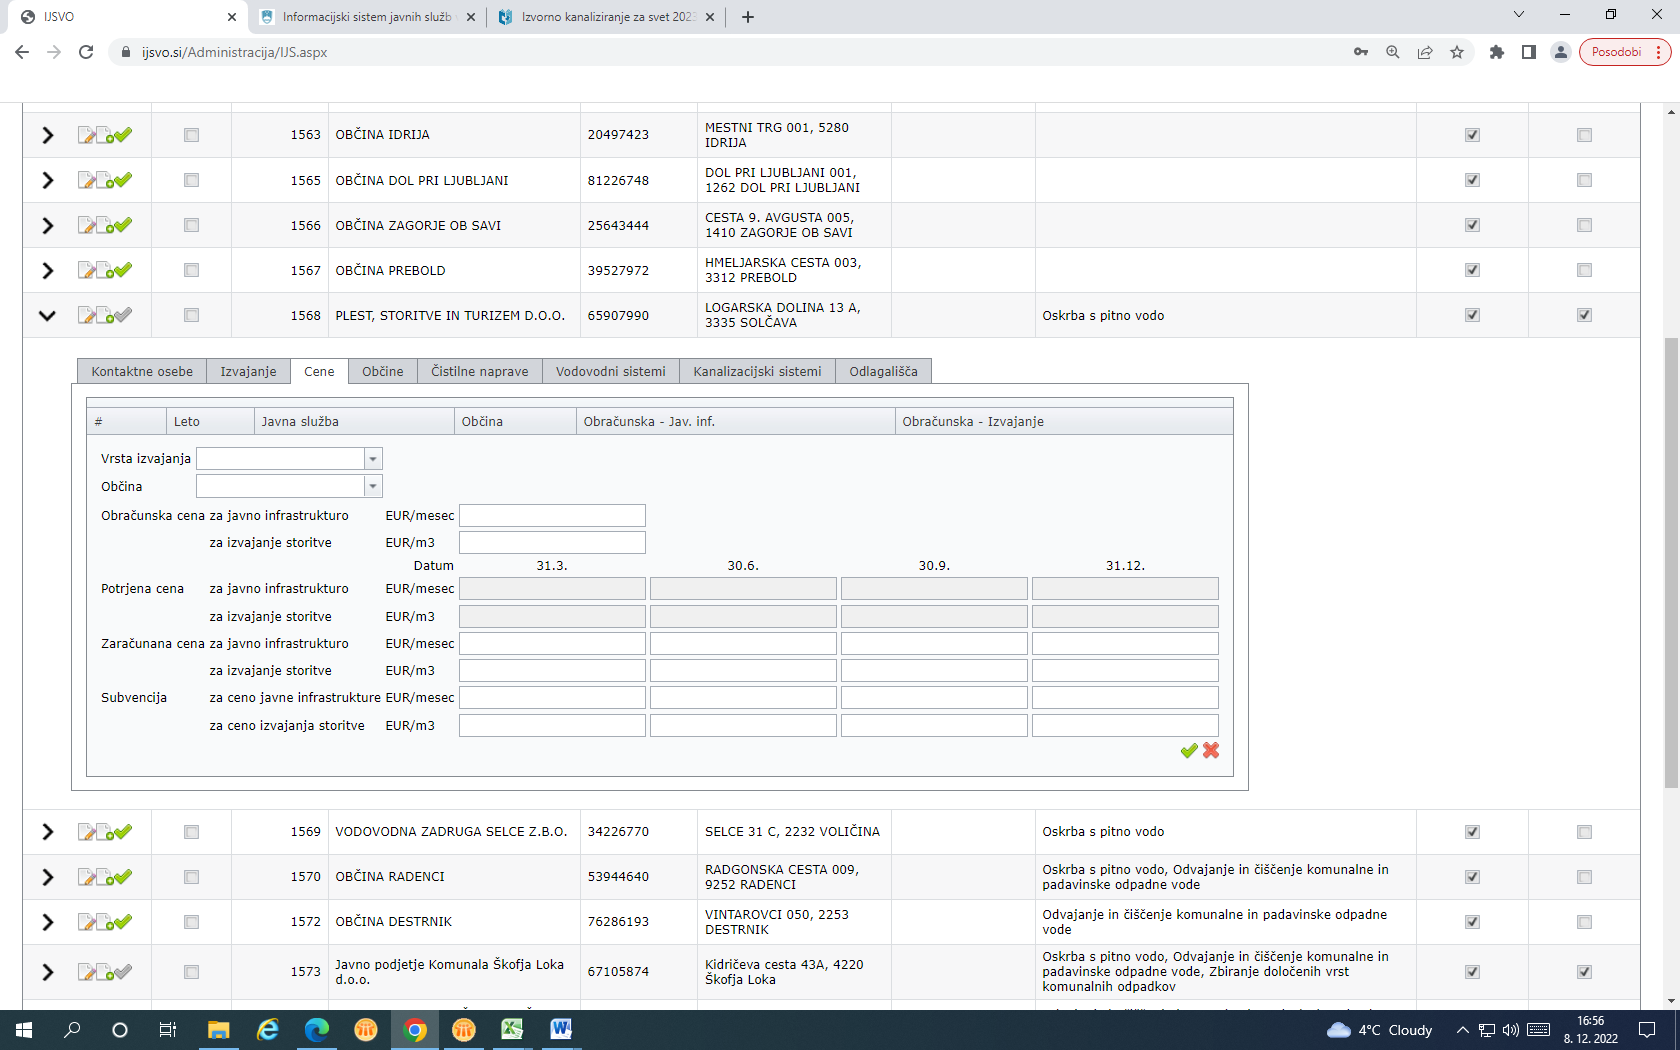 IJSVO
Informacijski sistem javnih služb
Izvorno kanaliziranje za svet 2023
ijsvo.si/Administracija/IJS.aspx
Posodobi
1563 OBČINA IDRIJA 20497423 MESTNI TRG 001, 5280
IDRIJA
1565 OBČINA DOL PRI LJUBLJANI 81226748 DOL PRI LJUBLJANI 001,
1262 DOL PRI LJUBLJANI
1566 OBČINA ZAGORJE OB SAVI 25643444 CESTA 9. AVGUSTA 005,
1410 ZAGORJE OB SAVI
1567 OBČINA PREBOLD 39527972 HMELJARSKA CESTA 003,
3312 PREBOLD
1568 PLEST, STORITVE IN TURIZEM D.O.O. 65907990 LOGARSKA DOLINA 13 A,
3335 SOLČAVA
Oskrba s pitno vodo
Kontaktne osebe Izvajanje Cene Občine Čistilne naprave Vodovodni sistemi Kanalizacijski sistemi Odlagališča
# Leto Javna služba Občina Obračunska - Jav. inf. Obračunska - Izvajanje
Vrsta izvajanja
Občina
Obračunska cena za javno infrastrukturo EUR/mesec
za izvajanje storitve EUR/m3
Datum 31.3. 30.6. 30.9. 31.12.
Potrjena cena za javno infrastrukturo EUR/mesec
za izvajanje storitve EUR/m3
Zaračunana cena za javno infrastrukturo EUR/mesec
za izvajanje storitve EUR/m3
Subvencija za ceno javne infrastrukture EUR/mesec
za ceno izvajanja storitve EUR/m3
1569 VODOVODNA ZADRUGA SELCE Z.B.O. 34226770 SELCE 31 C, 2232 VOLIČINA Oskrba s pitno vodo
1570 OBČINA RADENCI 53944640 RADGONSKA CESTA 009,
9252 RADENCI
Oskrba s pitno vodo, Odvajanje in čiščenje komunalne in
padavinske odpadne vode
1572 OBČINA DESTRNIK 76286193 VINTAROVCI 050, 2253
DESTRNIK
Odvajanje in čiščenje komunalne in padavinske odpadne
vode
1573 Javno podjetje Komunala Škofja Loka
d.o.o.
67105874 Kidričeva cesta 43A, 4220
Škofja Loka
Oskrba s pitno vodo, Odvajanje in čiščenje komunalne in
padavinske odpadne vode, Zbiranje določenih vrst
komunalnih odpadkov
4°C Cloudy
16:56
8. 12. 2022